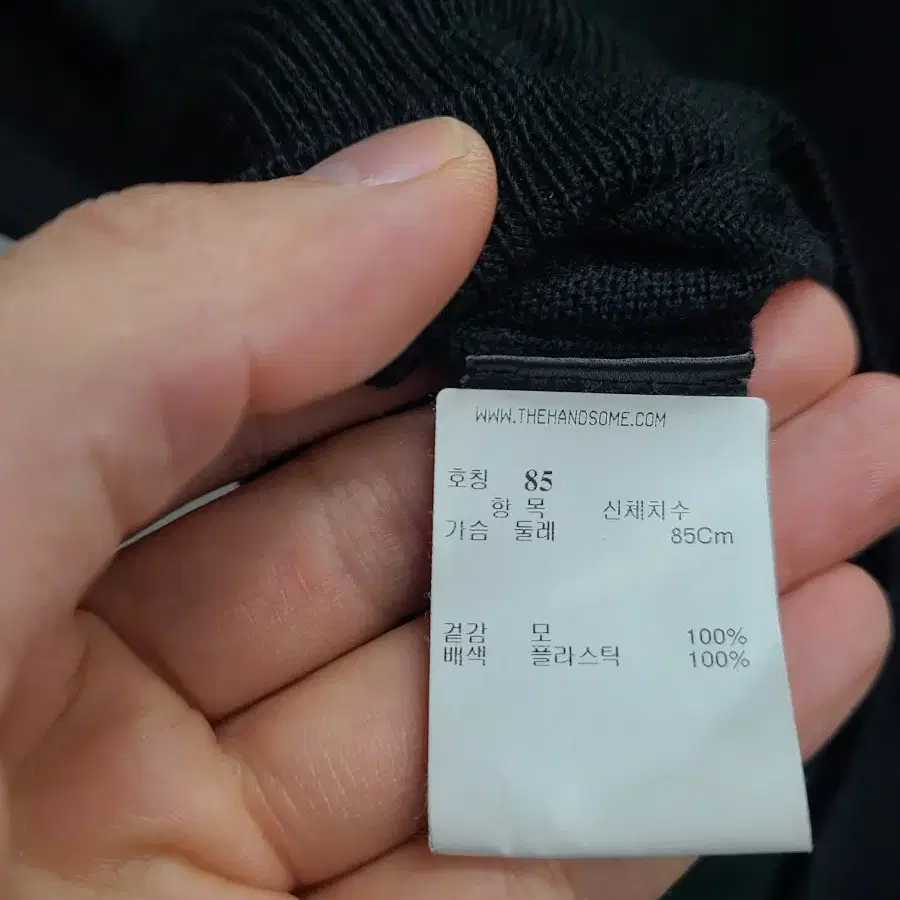 WWW.THEHANDSOME.COM
호칭 85
항 목 신체치수
가슴 둘레 85Cm
겉감 모 100%
배색 플라스틱 100%